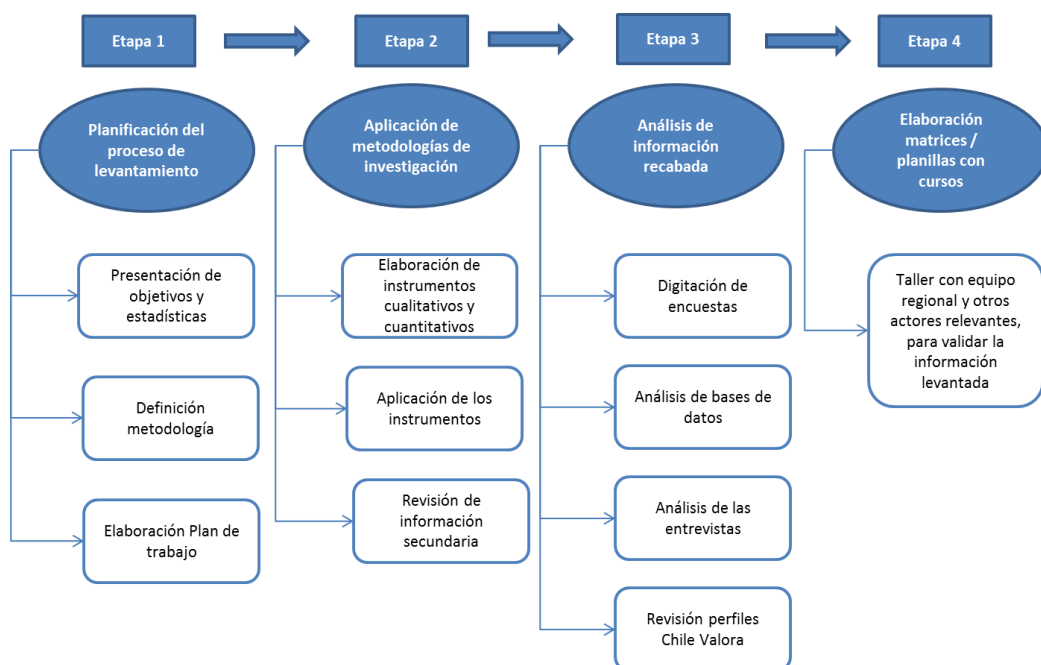 Etapa 1
Etapa 2
Etapa 3
Etapa 4
Planificación del
proceso de
levantamiento
Aplicación de
metodologías de
investigación
Análisis de
información
recabada
Elaboración
matrices /
planillas con
cursos
Presentación de
objetivos y
estadísticas
Definición
metodología
Elaboración Plan de
trabajo
Elaboración de
instrumentos
cualitativos y
cuantitativos
Aplicación de los
instrumentos
Revisión de
información
secundaria
Digitación de
encuestas
Análisis de bases de
datos
Análisis de las
entrevistas
Revisión perfiles
Chile Valora
Taller con equipo
regional y otros
actores relevantes,
para validar la
información
levantada